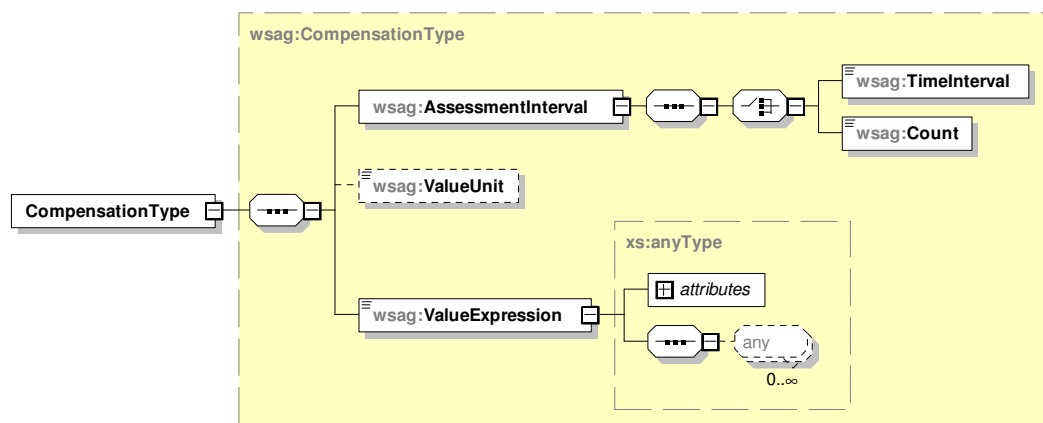 wsag:CompensationType
wsag:TimeInterval
wsag:AssessmentInterval
wsag:Count
wsag:ValueUnit
CompensationType
xs:anyType
attributes
wsag:ValueExpression
any
0..∞